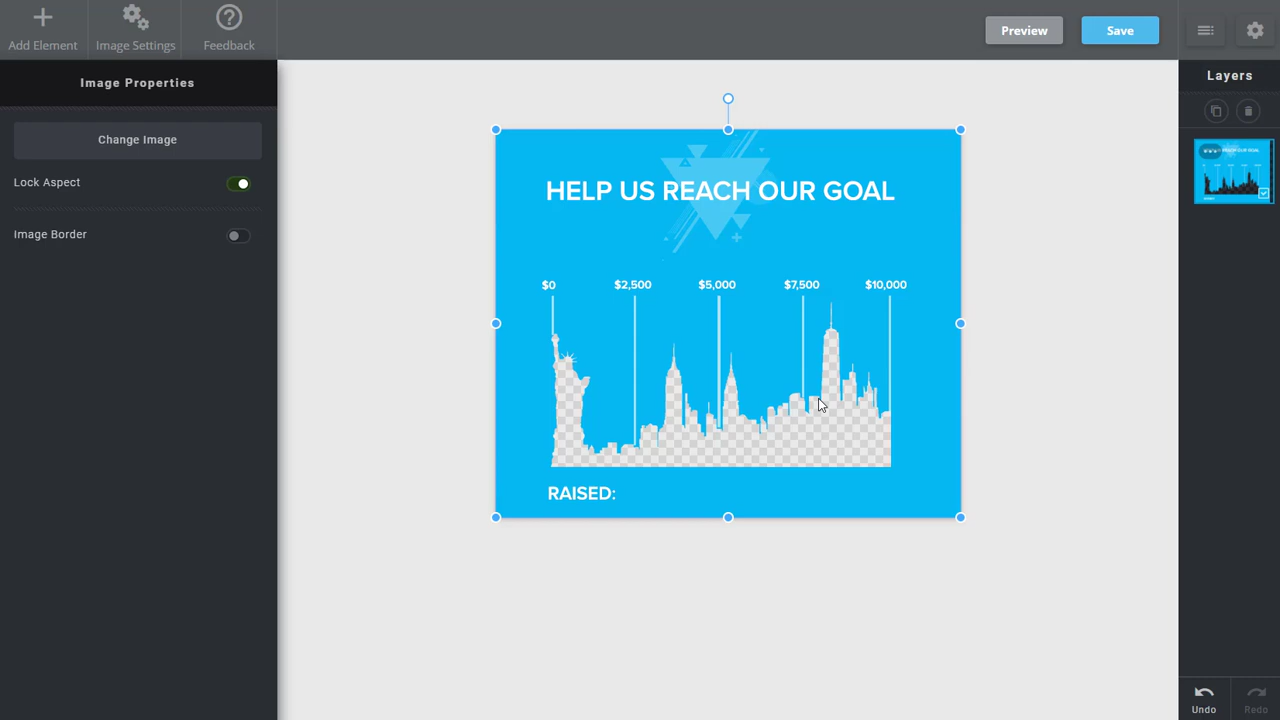 Add Element
Image Settings
Feedback
Preview
Save
Image Properties
Layers
Change Image
Lock Aspect
Image Border
HELP US REACH OUR GOAL
$0 $2,500 $5,000 $7,500 $10,000
RAISED:
Undo
Redo